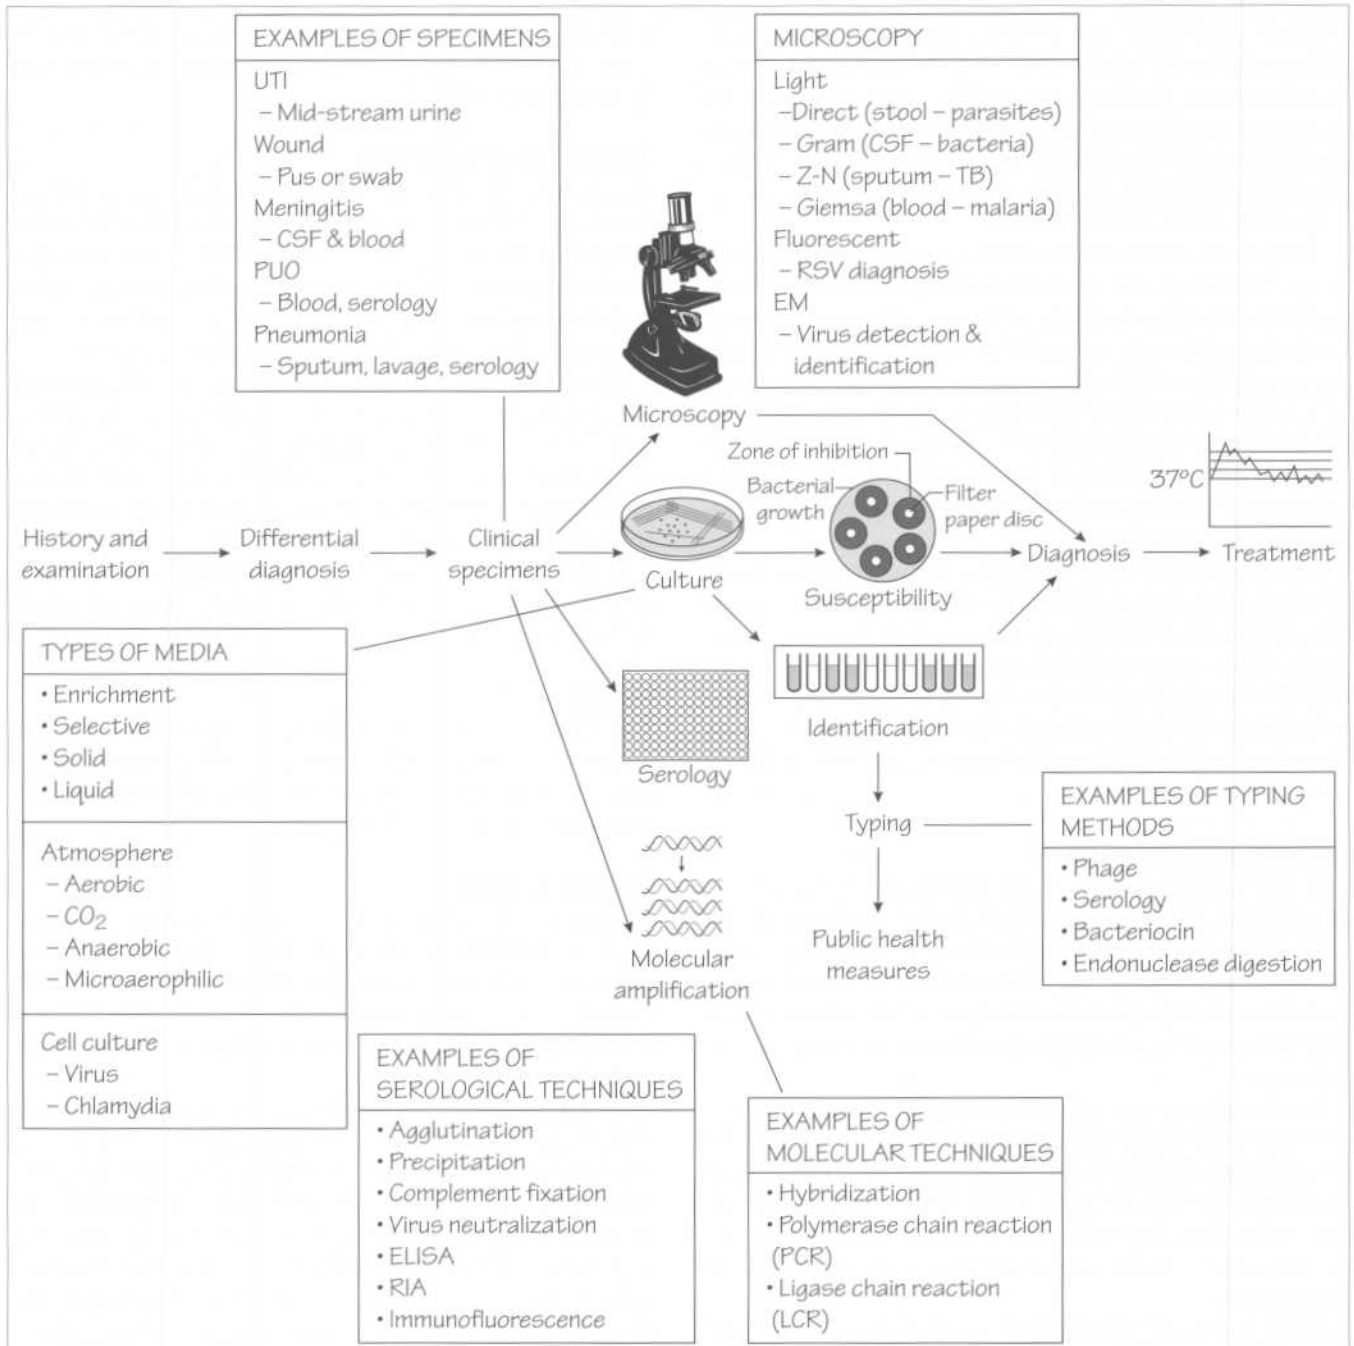 EXAMPLES OF SPECIMENS
UTI
– Mid-stream urine
Wound
– Pus or swab
Meningitis
– CSF & blood
PUO
– Blood, serology
Pneumonia
– Sputum, lavage, serology
MICROSCOPY
Light
–Direct (stool – parasites)
– Gram (CSF – bacteria)
– Z-N (sputum – TB)
– Giemsa (blood – malaria)
Fluorescent
– RSV diagnosis
EM
– Virus detection &
identification
Microscopy
Zone of inhibition
Bacterial
growth
Filter
paper disc
37°C
History and
examination
Differential
diagnosis
Clinical
specimens
Culture
Susceptibility
Diagnosis
Treatment
TYPES OF MEDIA
• Enrichment
• Selective
• Solid
• Liquid
Atmosphere
– Aerobic
– CO2
– Anaerobic
– Microaerophilic
Cell culture
– Virus
– Chlamydia
Serology
Identification
Typing
Public health
measures
EXAMPLES OF TYPING
METHODS
• Phage
• Serology
• Bacteriocin
• Endonuclease digestion
Molecular
amplification
EXAMPLES OF
SEROLOGICAL TECHNIQUES
• Agglutination
• Precipitation
• Complement fixation
• Virus neutralization
• ELISA
• RIA
• Immunofluorescence
EXAMPLES OF
MOLECULAR TECHNIQUES
• Hybridization
• Polymerase chain reaction
(PCR)
• Ligase chain reaction
(LCR)